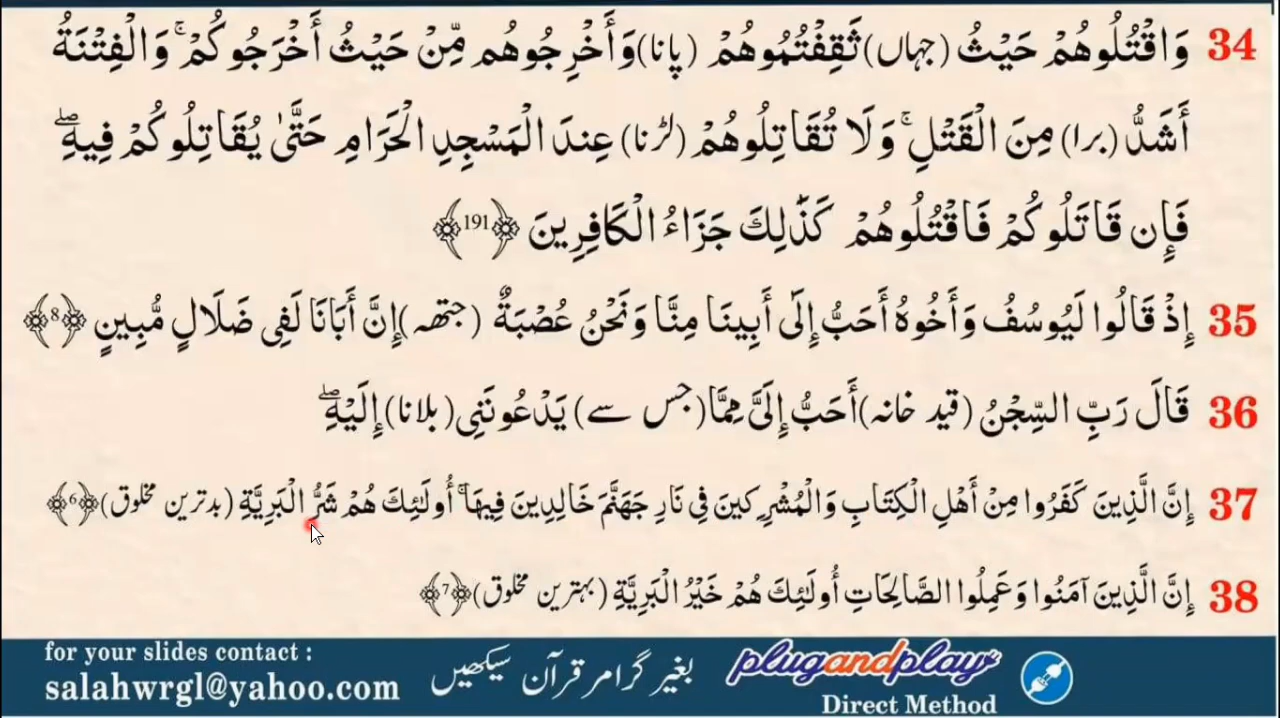 34 وَاقْتُلُوهُمْ حَيْثُ (جہاں) ثَقِفْتُمُوهُمْ (پانا) وَأَخْرِجُوهُم مِّنْ حَيْثُ أَخْرَجُوكُمْ ۚ وَالْفِتْنَةُ
أَشَدُّ (برا) مِنَ الْقَتْلِ ۚ وَلَا تُقَاتِلُوهُمْ (لڑنا) عِندَ الْمَسْجِدِ الْحَرَامِ حَتَّىٰ يُقَاتِلُوكُمْ فِيهِ ۖ
فَإِن قَاتَلُوكُمْ فَاقْتُلُوهُمْ كَذَٰلِكَ جَزَاءُ الْكَافِرِينَ ﴿191﴾
35 إِذْ قَالُوا لَيُوسُفُ وَأَخُوهُ أَحَبُّ إِلَىٰ أَبِينَا مِنَّا وَنَحْنُ عُصْبَةٌ (جتھہ) إِنَّ أَبَانَا لَفِي ضَلَالٍ مُّبِينٍ ﴿8﴾
36 قَالَ رَبِّ السِّجْنُ (قید خانہ) أَحَبُّ إِلَيَّ مِمَّا (جس سے) يَدْعُونَنِي (بلانا) إِلَيْهِ ۖ
37 إِنَّ الَّذِينَ كَفَرُوا مِنْ أَهْلِ الْكِتَابِ وَالْمُشْرِكِينَ فِي نَارِ جَهَنَّمَ خَالِدِينَ فِيهَا ۚ أُولَٰئِكَ هُمْ شَرُّ الْبَرِيَّةِ (بدترین مخلوق) ﴿6﴾
38 إِنَّ الَّذِينَ آمَنُوا وَعَمِلُوا الصَّالِحَاتِ أُولَٰئِكَ هُمْ خَيْرُ الْبَرِيَّةِ (بہترین مخلوق) ﴿7﴾
for your slides contact :
salahwrgl@yahoo.com
بغیر گرامر قرآن سیکھیں
plugandplay
Direct Method